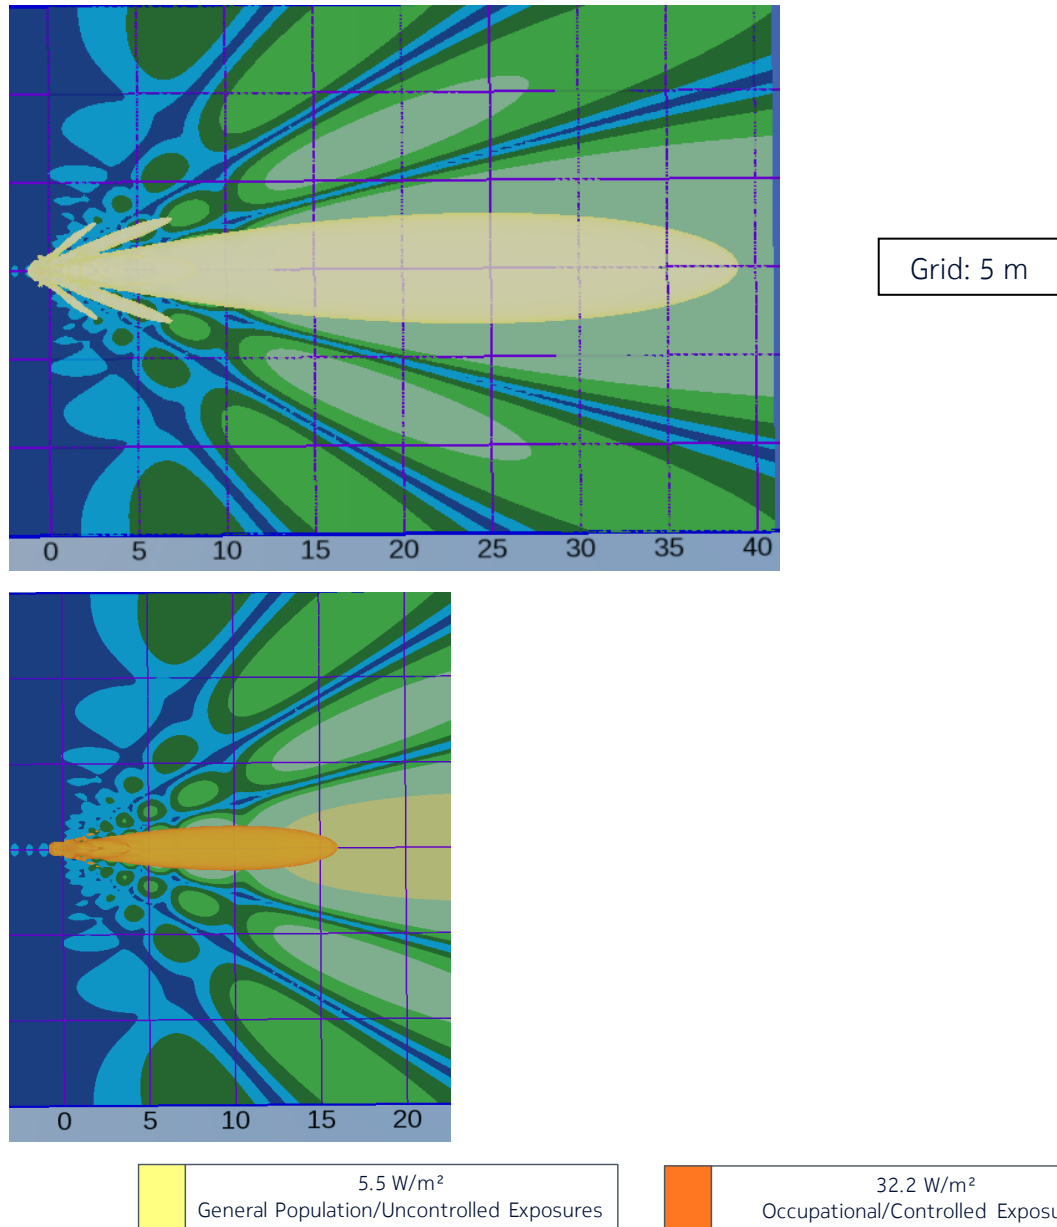 Grid: 5 m
0 5 10 15 20 25 30 35 40
0 5 10 15 20
5.5 W/m²
General Population/Uncontrolled Exposures
32.2 W/m²
Occupational/Controlled